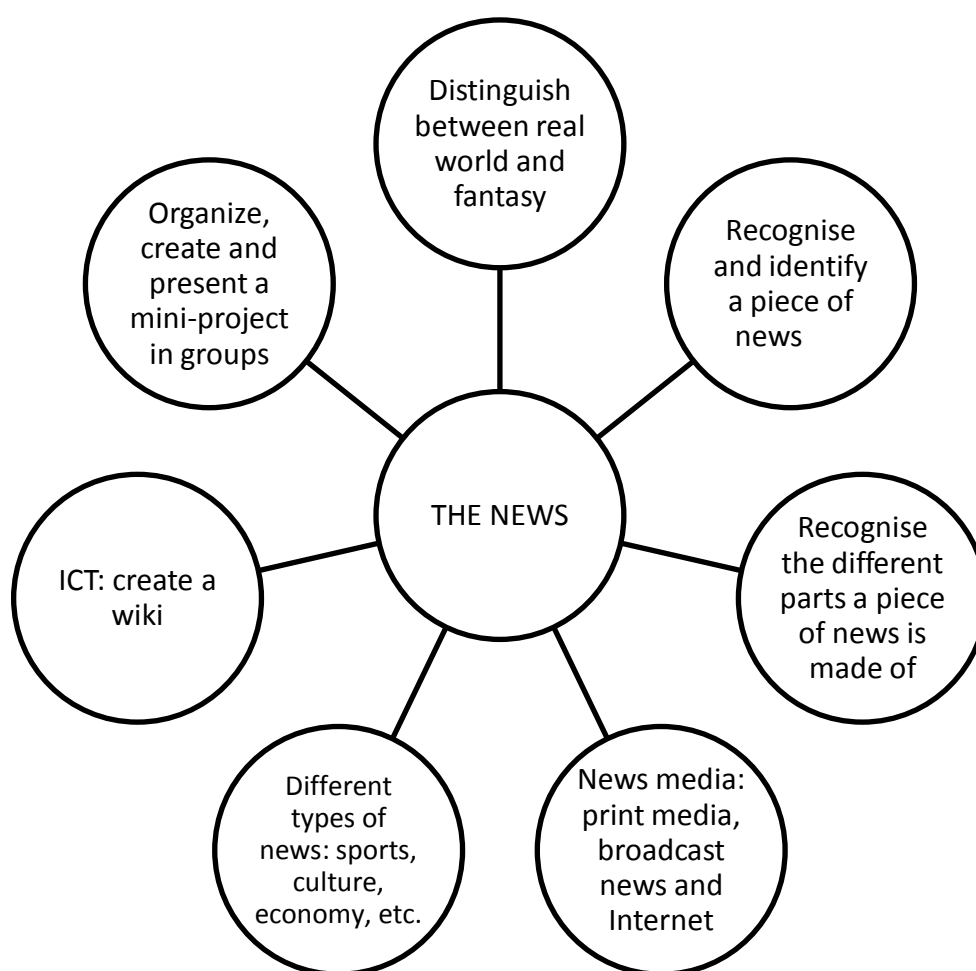 Distinguish
between real
world and
fantasy
Recognise
and identify
a piece of
news
Recognise
the different
parts a piece
of news is
made of
News media:
print media,
broadcast
news and
Internet
Different
types of
news: sports,
culture,
economy, etc.
ICT: create a
wiki
Organize,
create and
present a
mini-project
in groups
THE NEWS